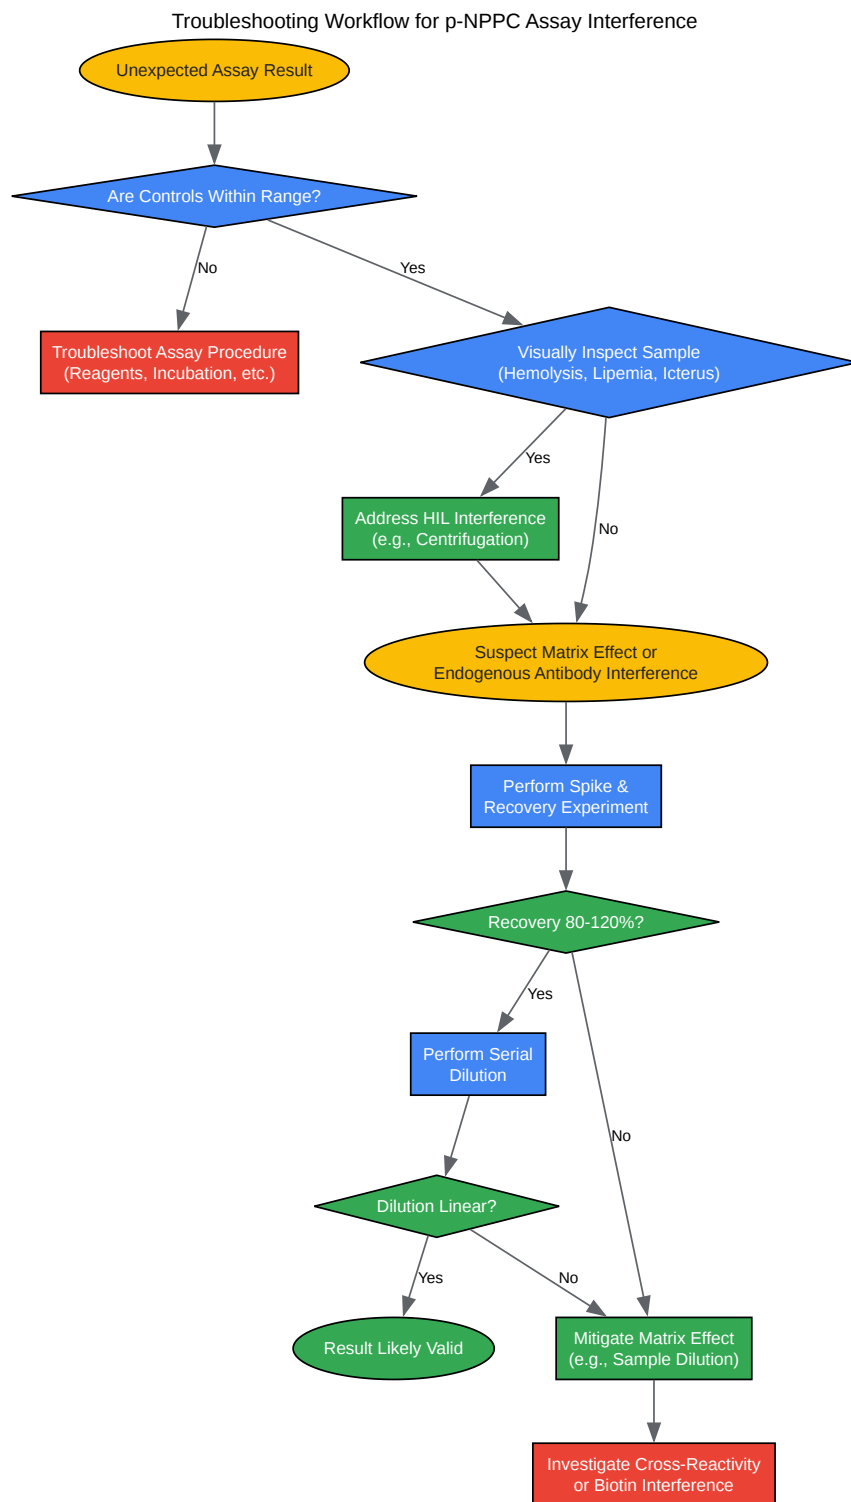 Troubleshooting Workflow for p-NPPC Assay Interference
Unexpected Assay Result
Are Controls Within Range?
No
Yes
Troubleshoot Assay Procedure
(Reagents, Incubation, etc.)
Visually Inspect Sample
(Hemolysis, Lipemia, Icterus)
Yes
No
Address HIL Interference
(e.g., Centrifugation)
Suspect Matrix Effect or
Endogenous Antibody Interference
Perform Spike &
Recovery Experiment
Recovery 80-120%?
Yes
No
Perform Serial
Dilution
Dilution Linear?
Yes
No
Result Likely Valid
Mitigate Matrix Effect
(e.g., Sample Dilution)
Investigate Cross-Reactivity
or Biotin Interference